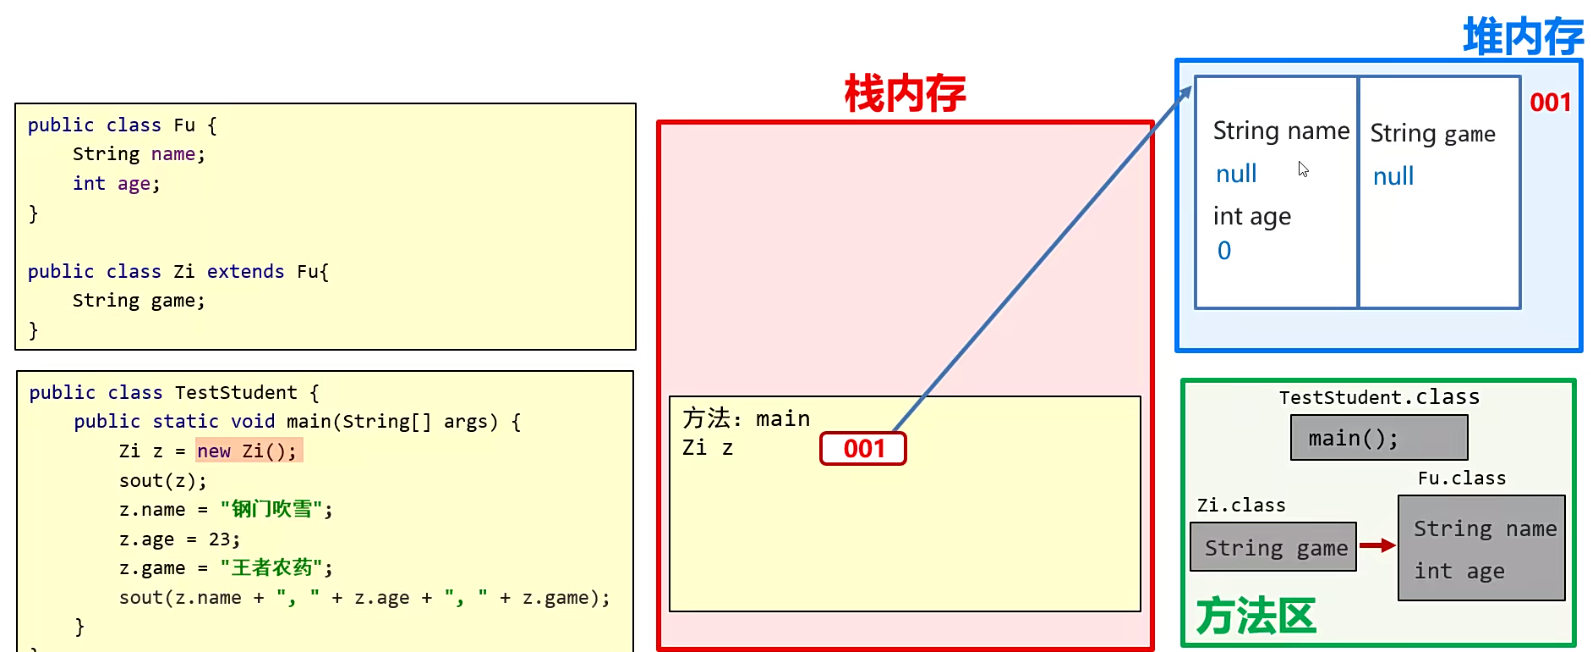 public class Fu {
    String name;
    int age;
}
public class Zi extends Fu{
    String game;
}
public class TestStudent {
    public static void main(String[] args) {
        Zi z = new Zi();
        sout(z);
        z.name = "钢门吹雪";
        z.age = 23;
        z.game = "王者农药";
        sout(z.name + ", " + z.age + ", " + z.game);
    }
栈内存
方法：main
Zi z 001
堆内存
001
String name
null
int age
0
String game
null
TestStudent.class
main();
Fu.class
String name
int age
Zi.class
String game
方法区